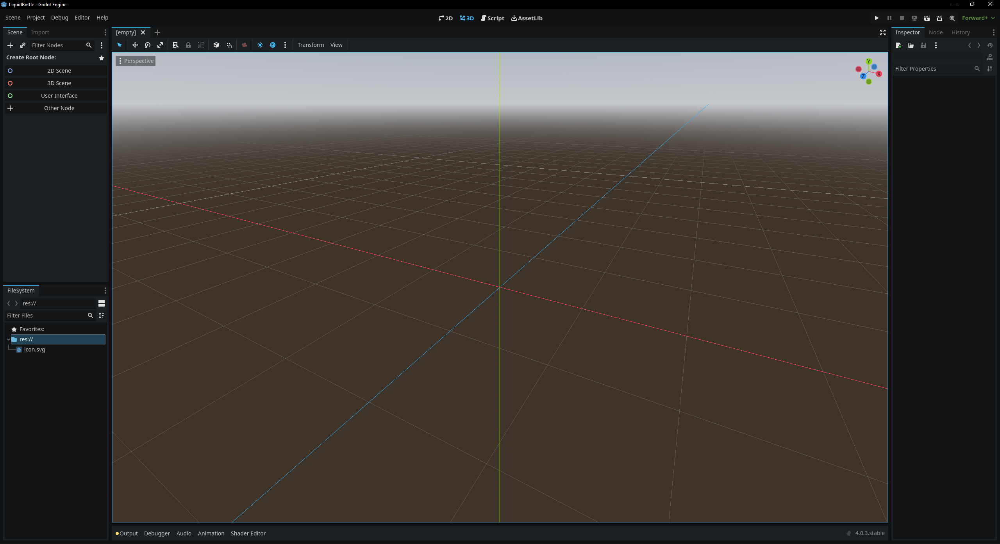 LiquidBottle - Godot Engine
Scene Project Debug Editor Help
2D 3D Script AssetLib
Forward+
Scene Import
[empty]
Inspector Node History
Filter Nodes
Transform View
Create Root Node:
Perspective
2D Scene
3D Scene
User Interface
Other Node
Y
X
Z
DOC
Filter Properties
FileSystem
res://
Filter Files
Favorites:
res://
icon.svg
Output Debugger Audio Animation Shader Editor
4.0.3.stable